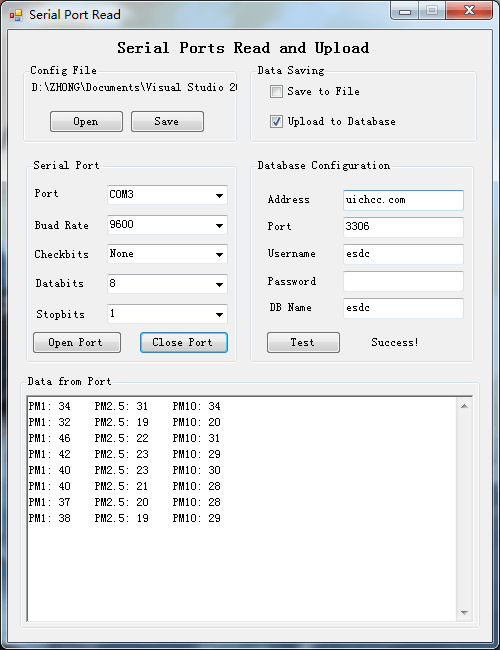 Serial Port Read
Serial Ports Read and Upload
Config File
D:\ZHONG\Documents\Visual Studio 20
Open
Save
Data Saving
Save to File
Upload to Database
Serial Port
Port
COM3
Buad Rate
9600
Checkbits
None
Databits
8
Stopbits
1
Open Port
Close Port
Database Configuration
Address
uichcc.com
Port
3306
Username
esdc
Password
DB Name
esdc
Test
Success!
Data from Port
PM1: 34 PM2.5: 31 PM10: 34
PM1: 32 PM2.5: 19 PM10: 20
PM1: 46 PM2.5: 22 PM10: 31
PM1: 42 PM2.5: 23 PM10: 29
PM1: 40 PM2.5: 23 PM10: 30
PM1: 40 PM2.5: 21 PM10: 28
PM1: 37 PM2.5: 20 PM10: 28
PM1: 38 PM2.5: 19 PM10: 29